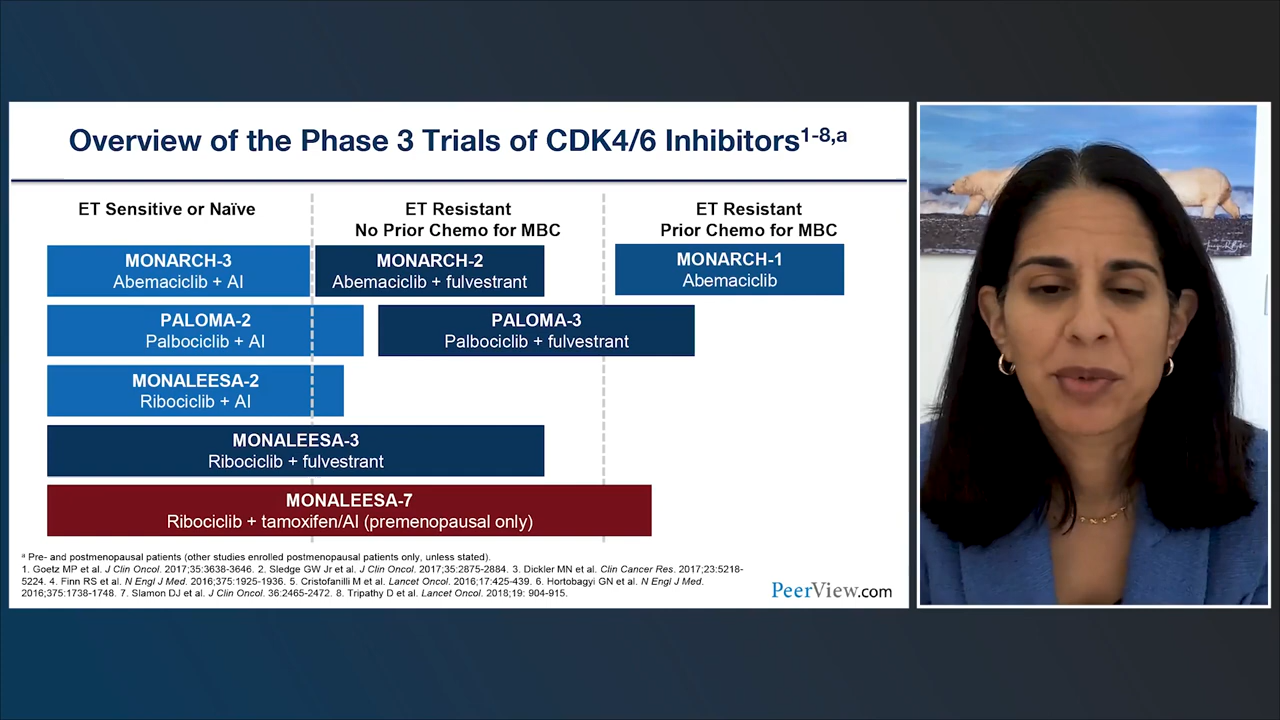 Overview of the Phase 3 Trials of CDK4/6 Inhibitors1-8,a
ET Sensitive or Naïve
ET Resistant
No Prior Chemo for MBC
ET Resistant
Prior Chemo for MBC
MONARCH-3
Abemaciclib + AI
MONARCH-2
Abemaciclib + fulvestrant
MONARCH-1
Abemaciclib
PALOMA-2
Palbociclib + AI
PALOMA-3
Palbociclib + fulvestrant
MONALEESA-2
Ribociclib + AI
MONALEESA-3
Ribociclib + fulvestrant
MONALEESA-7
Ribociclib + tamoxifen/AI (premenopausal only)
a Pre- and postmenopausal patients (other studies enrolled postmenopausal patients only, unless stated).
1. Goetz MP et al. J Clin Oncol. 2017;35:3638-3646. 2. Sledge GW Jr et al. J Clin Oncol. 2017;35:2875-2884. 3. Dickler MN et al. Clin Cancer Res. 2017;23:5218-
5224. 4. Finn RS et al. N Engl J Med. 2016;375:1925-1936. 5. Cristofanilli M et al. Lancet Oncol. 2016;17:425-439. 6. Hortobagyi GN et al. N Engl J Med.
2016;375:1738-1748. 7. Slamon DJ et al. J Clin Oncol. 36:2465-2472. 8. Tripathy D et al. Lancet Oncol. 2018;19: 904-915.
PeerView.com